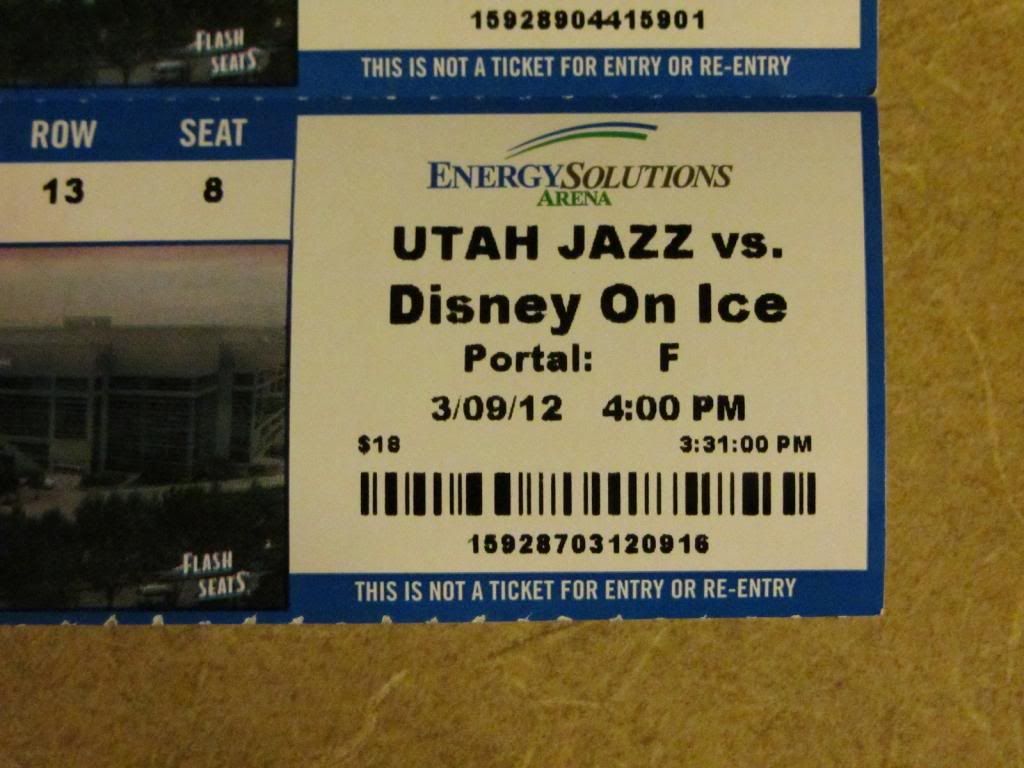 15928904415901
FLASH
SEATS
THIS IS NOT A TICKET FOR ENTRY OR RE-ENTRY
ROW SEAT
13 8
ENERGYSOLUTIONS
ARENA
UTAH JAZZ vs.
Disney On Ice
Portal: F
3/09/12 4:00 PM
$18 3:31:00 PM
15928703120916
FLASH
SEATS
THIS IS NOT A TICKET FOR ENTRY OR RE-ENTRY